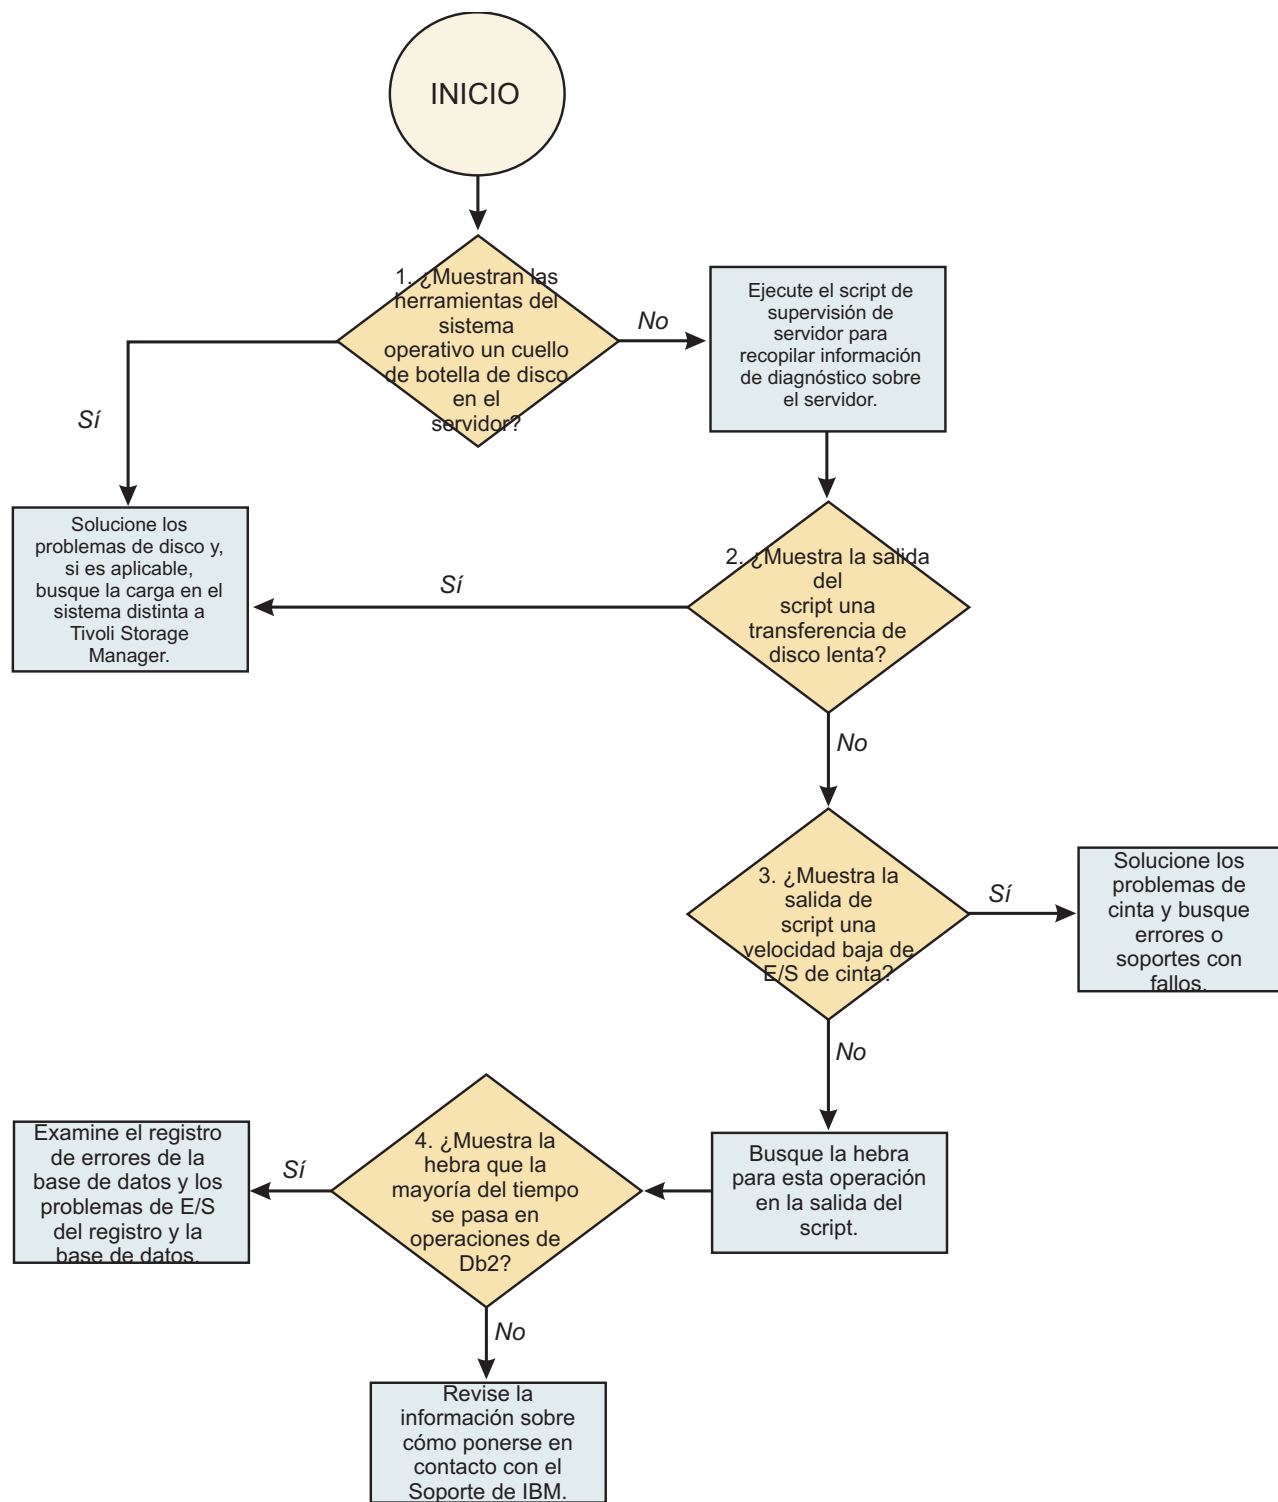 INICIO
1. ¿Muestran las
herramientas del
sistema
operativo un cuello
de botella de disco
en el
servidor?
No
Ejecute el script de
supervisión de
servidor para
recopilar información
de diagnóstico sobre
el servidor.
Sí
Solucione los
problemas de disco y,
si es aplicable,
busque la carga en el
sistema distinta a
Tivoli Storage
Manager.
Sí
2. ¿Muestra la salida
del
script una
transferencia de
disco lenta?
No
3. ¿Muestra la
salida de
script una
velocidad baja de
E/S de cinta?
Sí
Solucione los
problemas de
cinta y busque
errores o
soportes con
fallos.
No
Busque la hebra
para esta operación
en la salida del
script.
4. ¿Muestra la
hebra que la
mayoría del tiempo
se pasa en
operaciones de
Db2?
Sí
Examine el registro
de errores de la
base de datos y los
problemas de E/S
del registro y la
base de datos.
No
Revise la
información sobre
cómo ponerse en
contacto con el
Soporte de IBM.